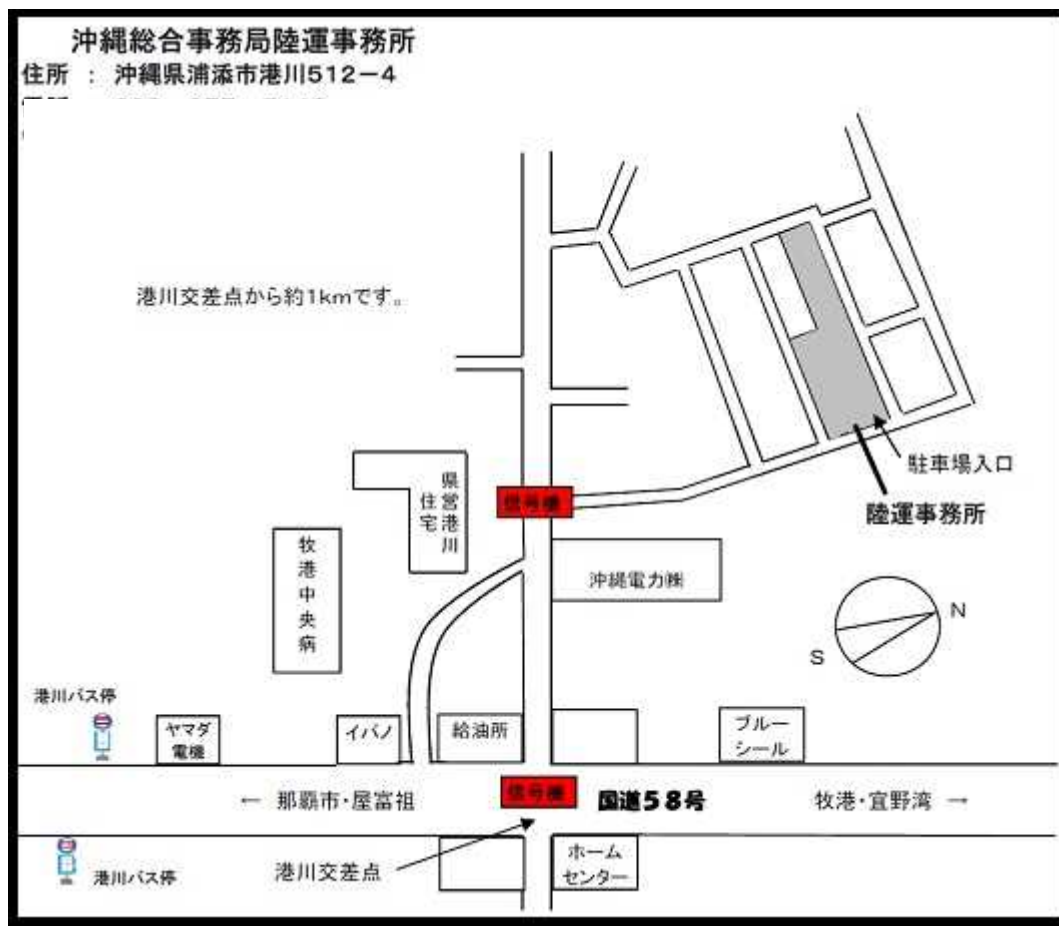 沖縄総合事務局陸運事務所
住所 : 沖縄県浦添市港川512-4
港川交差点から約1kmです。
駐車場入口
陸運事務所
県営港川
住宅
信号機
牧港中央病
沖縄電力㈱
N
S
港川バス停
ヤマダ
電機
イバノ
給油所
ブルー
シール
← 那覇市・屋富祖
信号機
国道58号
牧港・宜野湾 →
港川バス停
港川交差点
ホーム
センター